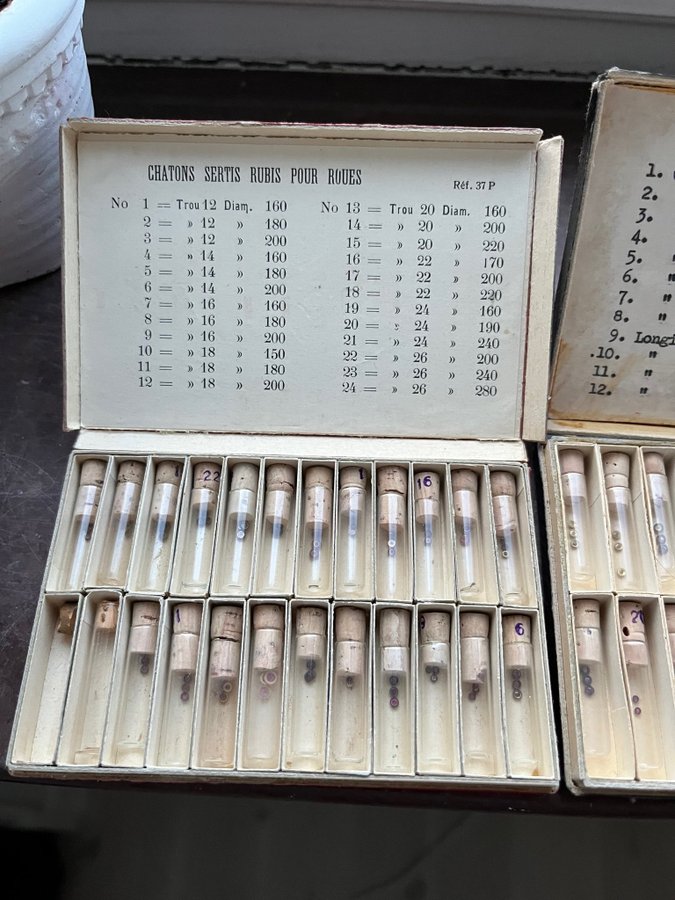 CHATONS SERTIS RUBIS POUR ROUES
Réf. 37 P
No 1 = Trou 12 Diam. 160
2 = » 12 » 180
3 = » 12 » 200
4 = » 14 » 160
5 = » 14 » 180
6 = » 14 » 200
7 = » 16 » 160
8 = » 16 » 180
9 = » 16 » 200
10 = » 18 » 150
11 = » 18 » 180
12 = » 18 » 200
No 13 = Trou 20 Diam. 160
14 = » 20 » 200
15 = » 20 » 220
16 = » 22 » 170
17 = » 22 » 200
18 = » 22 » 220
19 = » 24 » 160
20 = » 24 » 190
21 = » 24 » 240
22 = » 26 » 200
23 = » 26 » 240
24 = » 26 » 280
1.
2.
3.
4.
5. "
6. "
7. "
8. "
9. Longi
10. "
11. "
12. "
22
1
16
1
6